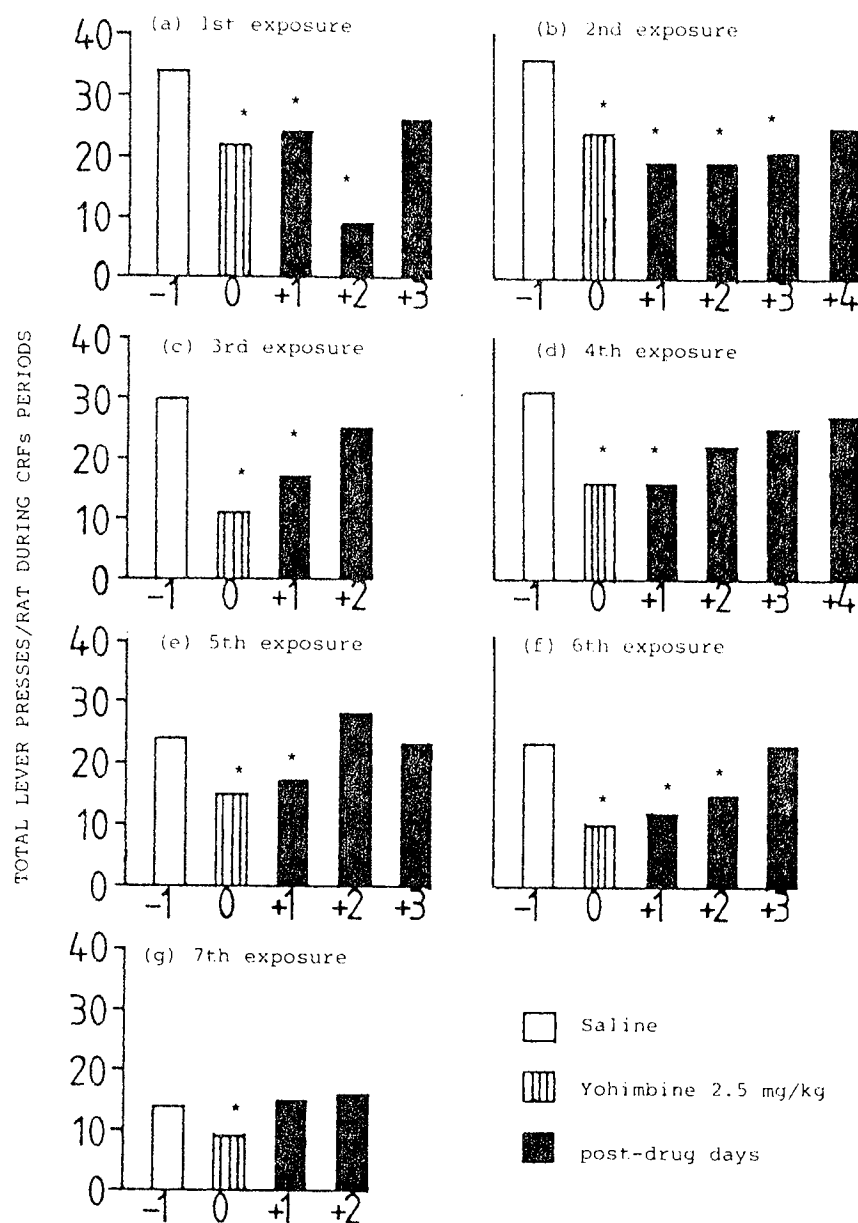 TOTAL LEVER PRESSES/RAT DURING CRFs PERIODS
(a) 1st exposure
40
30
20
10
0
-1 0 +1 +2 +3
* * *
(b) 2nd exposure
-1 0 +1 +2 +3 +4
* * * *
(c) 3rd exposure
40
30
20
10
0
-1 0 +1 +2
* *
(d) 4th exposure
-1 0 +1 +2 +3 +4
* *
(e) 5th exposure
40
30
20
10
0
-1 0 +1 +2 +3
* *
(f) 6th exposure
-1 0 +1 +2 +3
* * *
(g) 7th exposure
40
30
20
10
0
-1 0 +1 +2
*
Saline
Yohimbine 2.5 mg/kg
post-drug days